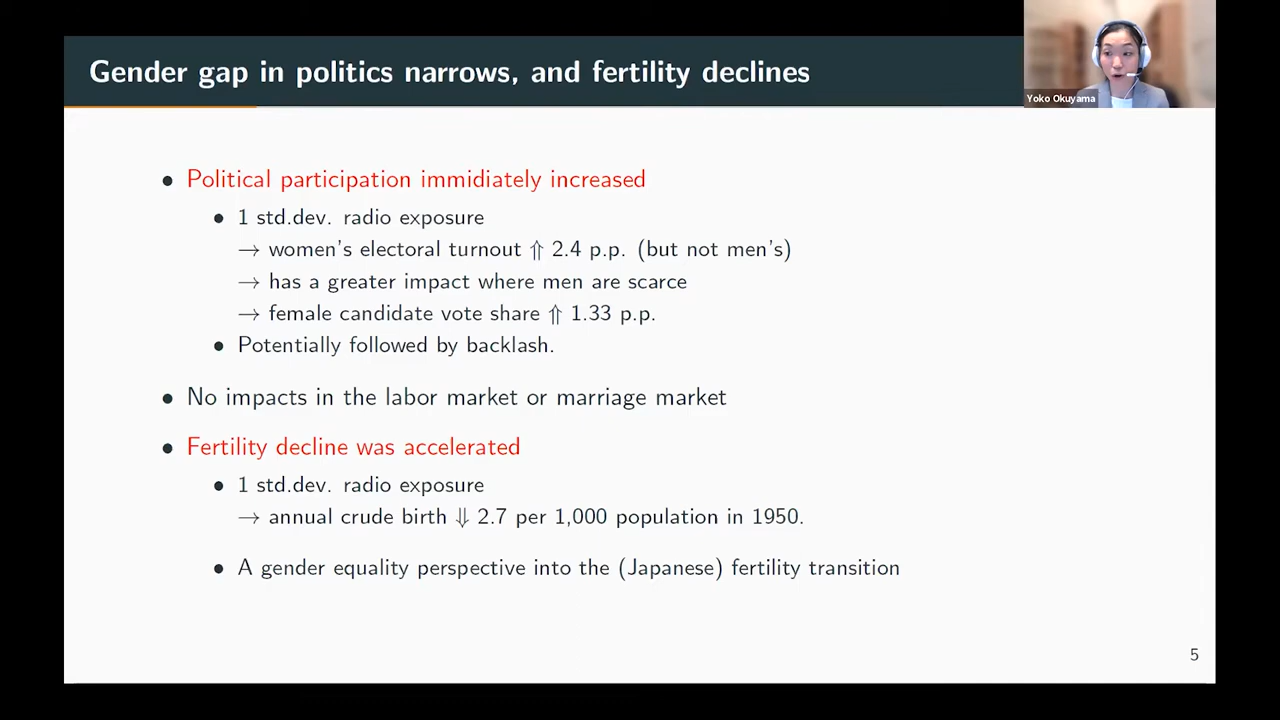 Gender gap in politics narrows, and fertility declines
Yoko Okuyama
• Political participation immidiately increased
• 1 std.dev. radio exposure
→ women's electoral turnout ⇑ 2.4 p.p. (but not men's)
→ has a greater impact where men are scarce
→ female candidate vote share ⇑ 1.33 p.p.
• Potentially followed by backlash.
• No impacts in the labor market or marriage market
• Fertility decline was accelerated
• 1 std.dev. radio exposure
→ annual crude birth ⇓ 2.7 per 1,000 population in 1950.
• A gender equality perspective into the (Japanese) fertility transition
5